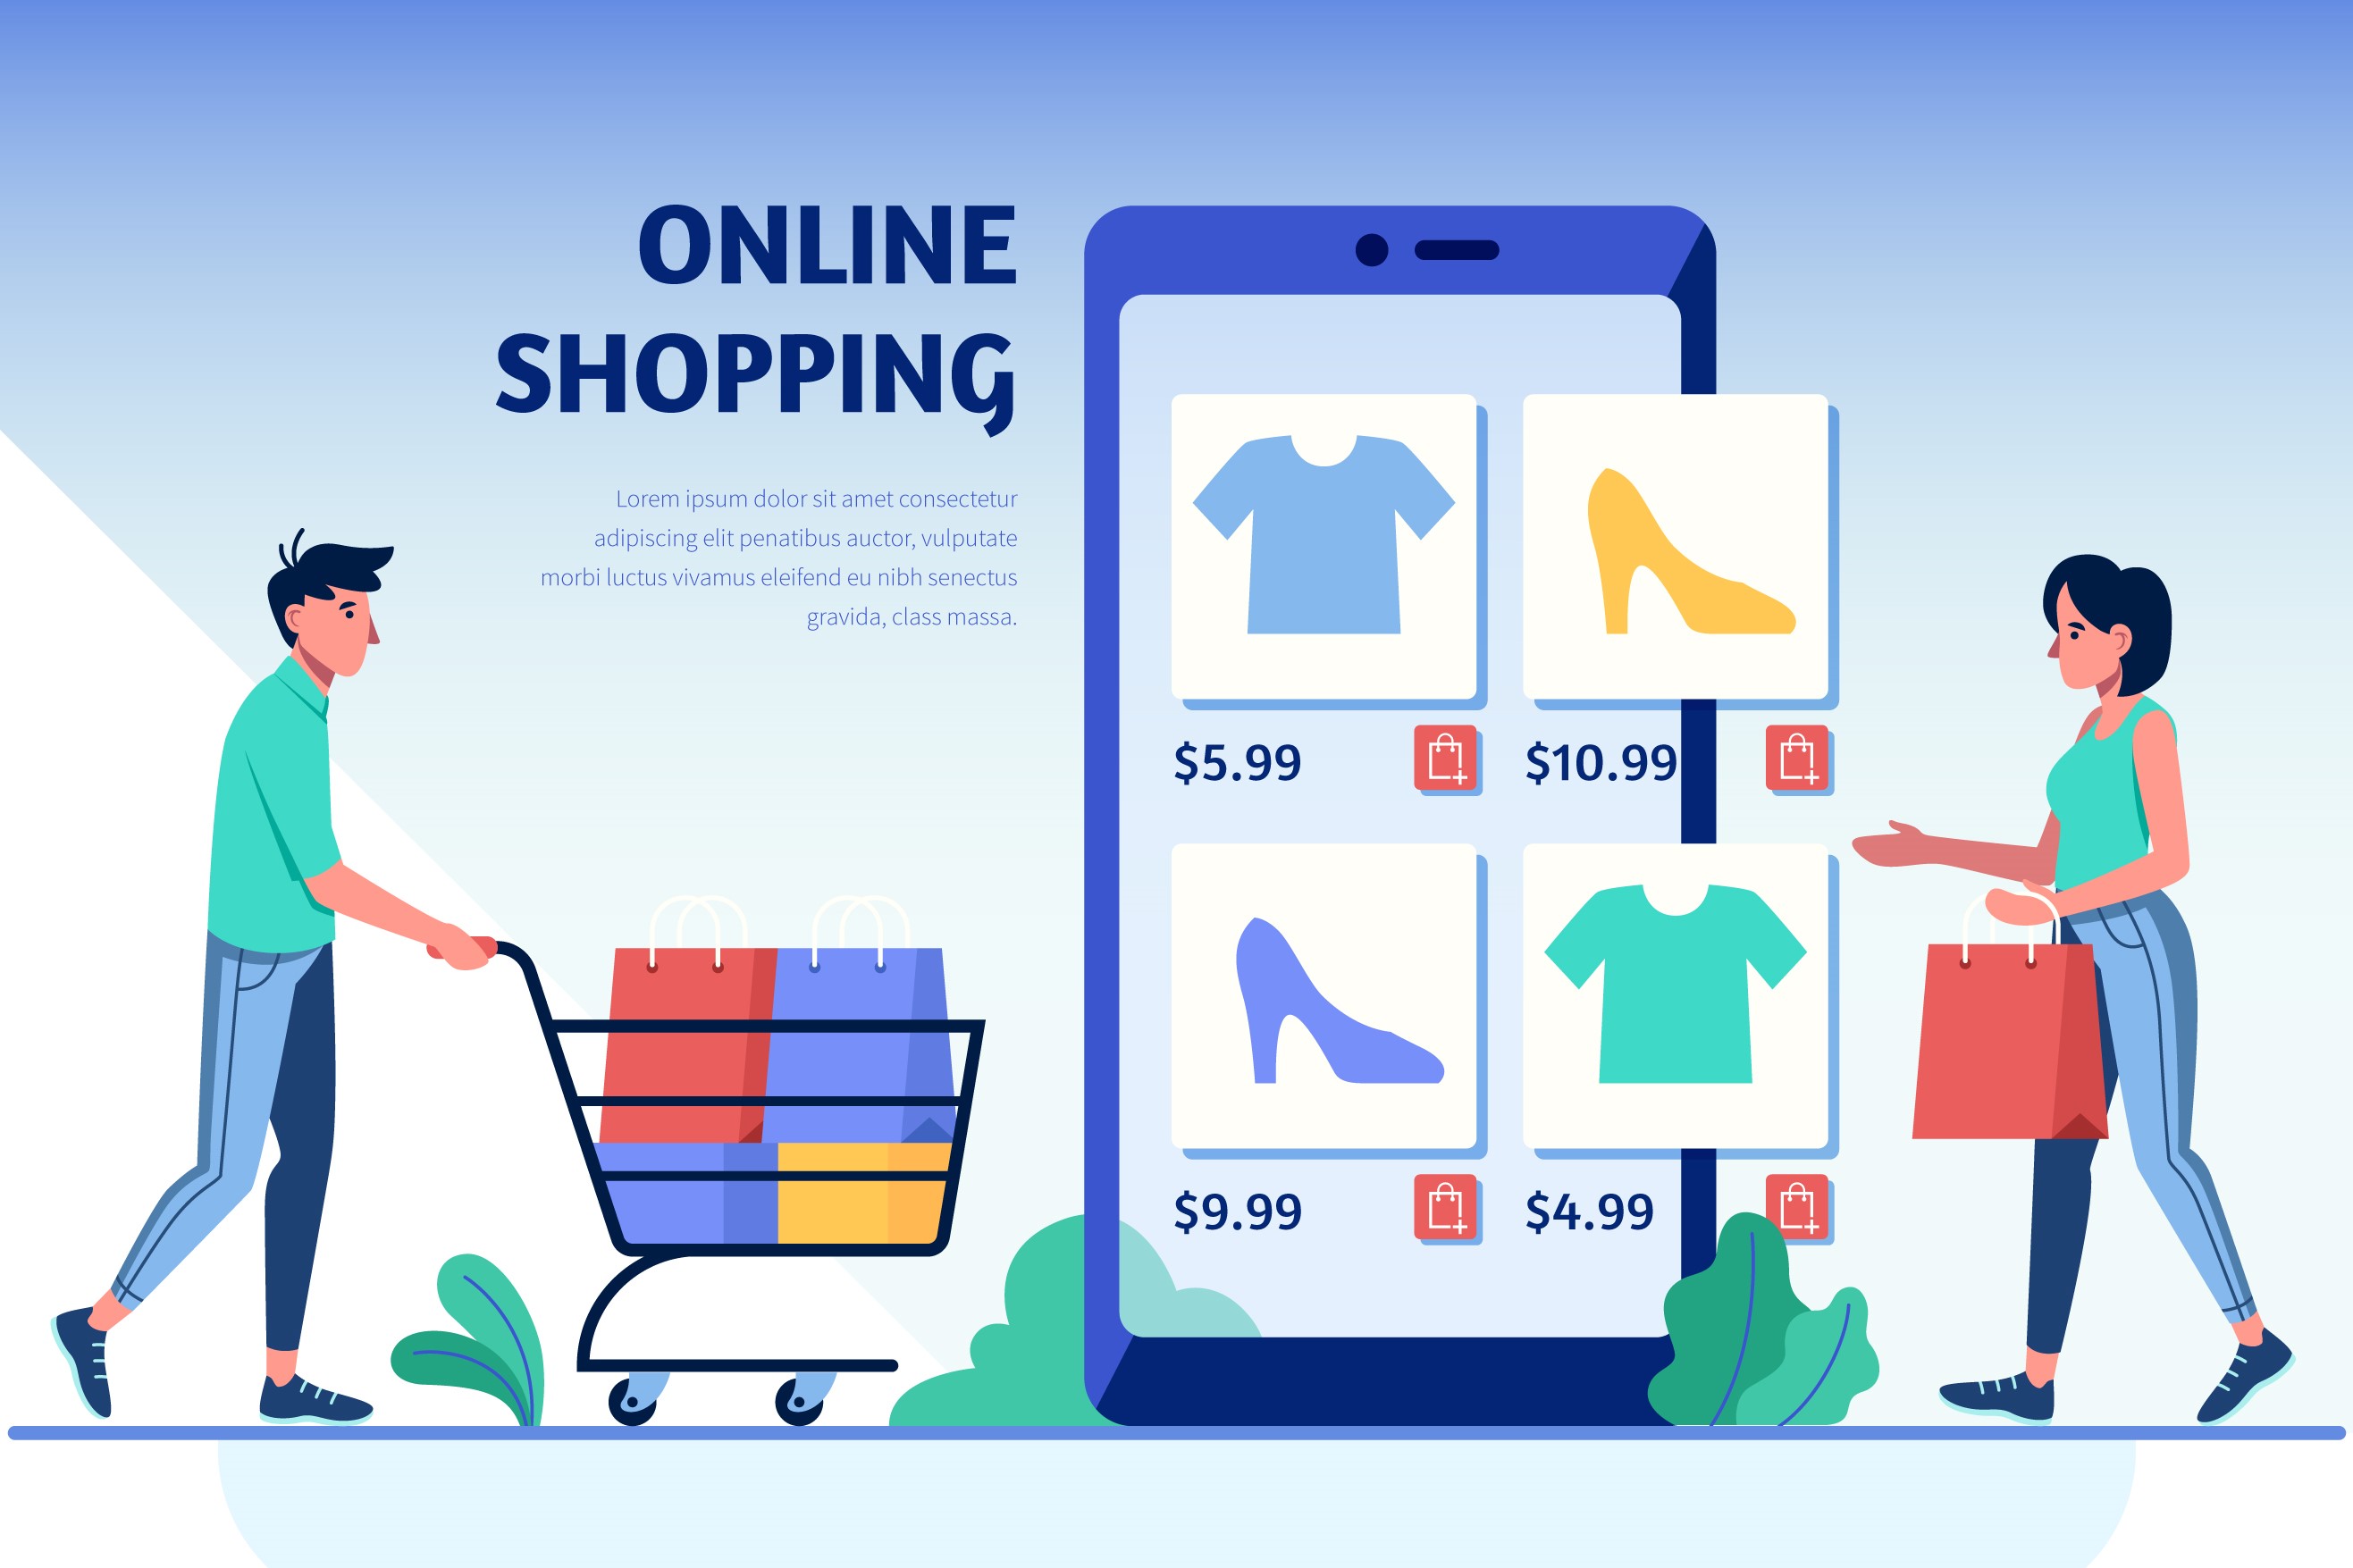 ONLINE
SHOPPING
Lorem ipsum dolor sit amet consectetur
adipiscing elit penatibus auctor, vulputate
morbi luctus vivamus eleifend eu nibh senectus
gravida, class massa.
$5.99
$10.99
$9.99
$4.99